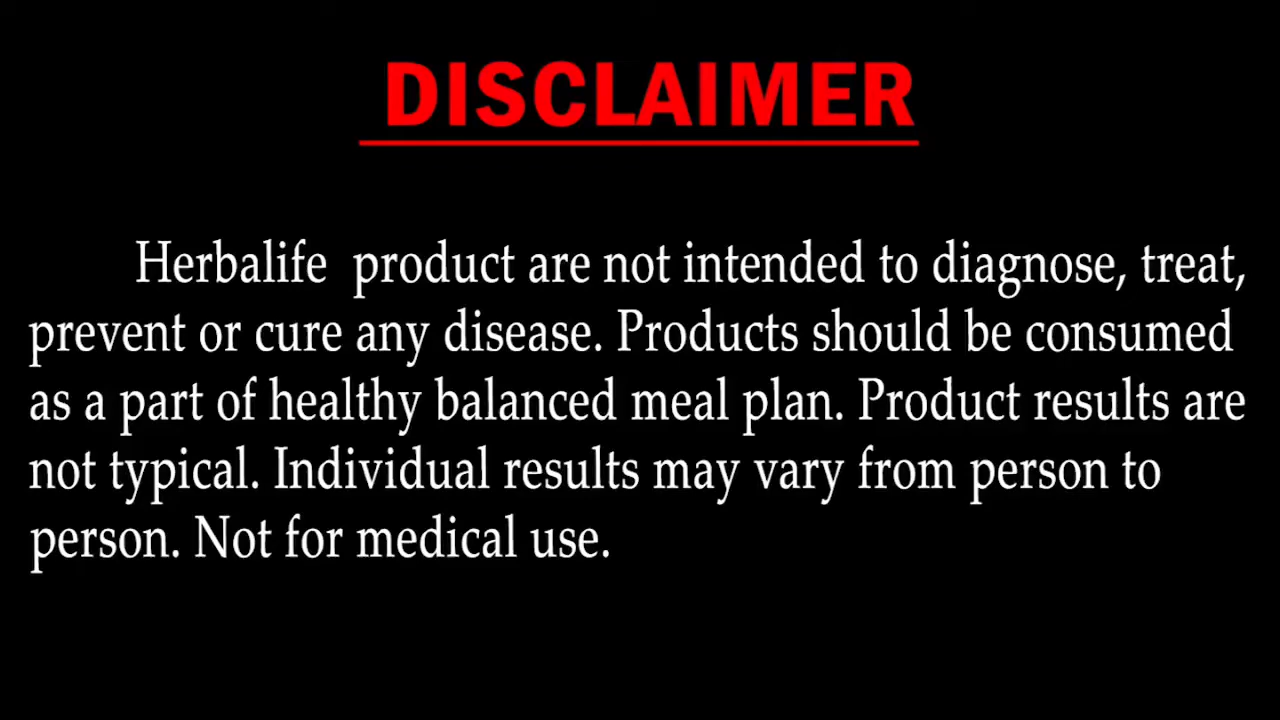 DISCLAIMER
Herbalife product are not intended to diagnose, treat,
prevent or cure any disease. Products should be consumed
as a part of healthy balanced meal plan. Product results are
not typical. Individual results may vary from person to
person. Not for medical use.